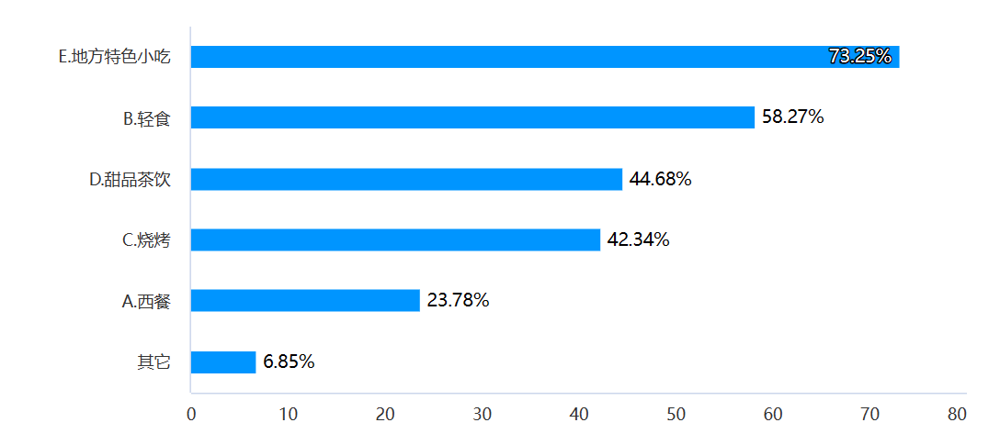 E.地方特色小吃 73.25%
B.轻食 58.27%
D.甜品茶饮 44.68%
C.烧烤 42.34%
A.西餐 23.78%
其它 6.85%
0 10 20 30 40 50 60 70 80